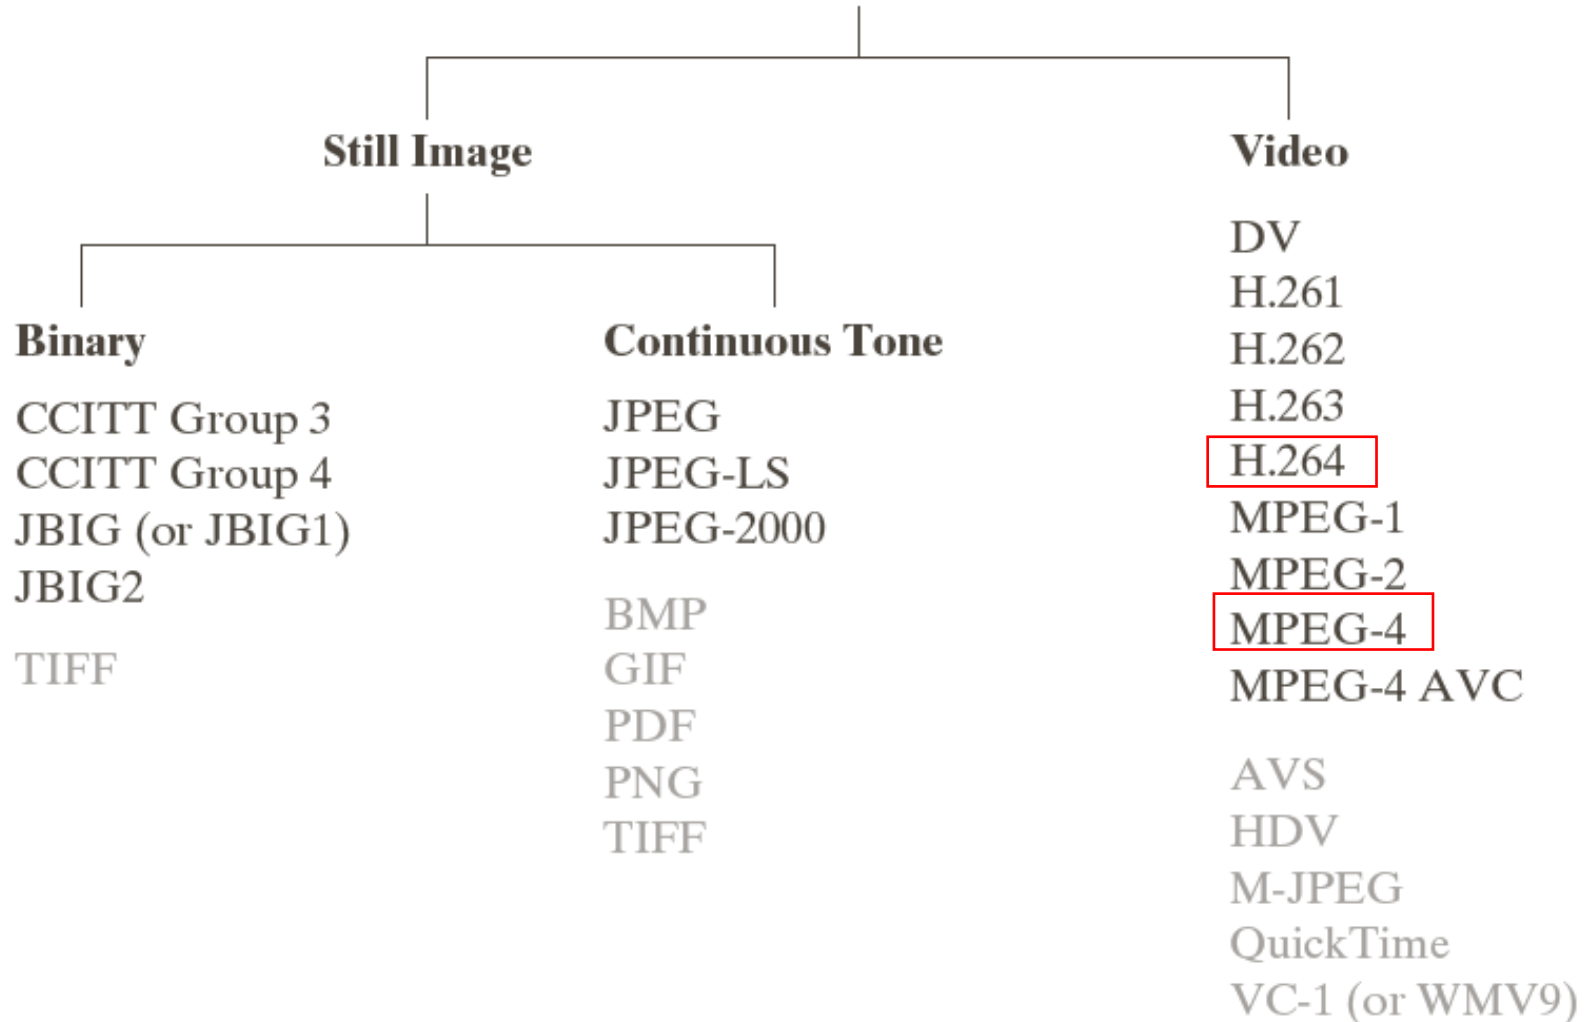 Still Image
Binary
CCITT Group 3
CCITT Group 4
JBIG (or JBIG1)
JBIG2
TIFF
Continuous Tone
JPEG
JPEG-LS
JPEG-2000
BMP
GIF
PDF
PNG
TIFF
Video
DV
H.261
H.262
H.263
H.264
MPEG-1
MPEG-2
MPEG-4
MPEG-4 AVC
AVS
HDV
M-JPEG
QuickTime
VC-1 (or WMV9)